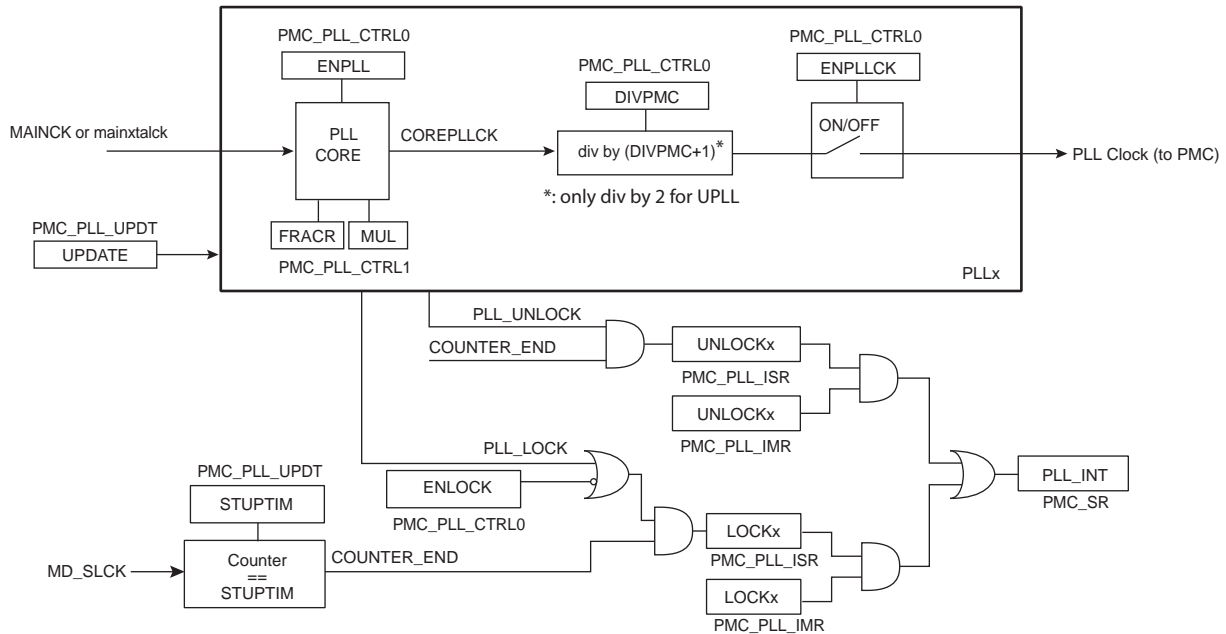 PMC_PLL_CTRL0
ENPLL
PMC_PLL_CTRL0
DIVPMC
PMC_PLL_CTRL0
ENPLLCK
MAINCK or mainxtalck
PLL
CORE
COREPLLCK
div by (DIVPMC+1)*
ON/OFF
PLL Clock (to PMC)
*: only div by 2 for UPLL
PMC_PLL_UPDT
UPDATE
FRACR
MUL
PMC_PLL_CTRL1
PLLx
PLL_UNLOCK
COUNTER_END
UNLOCKx
PMC_PLL_ISR
UNLOCKx
PMC_PLL_IMR
PLL_LOCK
ENLOCK
PMC_PLL_CTRL0
PLL_INT
PMC_SR
PMC_PLL_UPDT
STUPTIM
MD_SLCK
Counter
==
STUPTIM
COUNTER_END
LOCKx
PMC_PLL_ISR
LOCKx
PMC_PLL_IMR